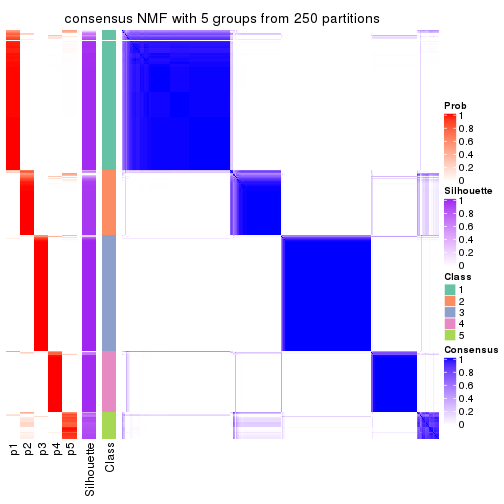 consensus NMF with 5 groups from 250 partitions
Prob
1
0.8
0.6
0.4
0.2
0
Silhouette
1
0.8
0.6
0.4
0.2
0
Class
1
2
3
4
5
Consensus
1
0.8
0.6
0.4
0.2
0
p1
p2
p3
p4
p5
Silhouette
Class